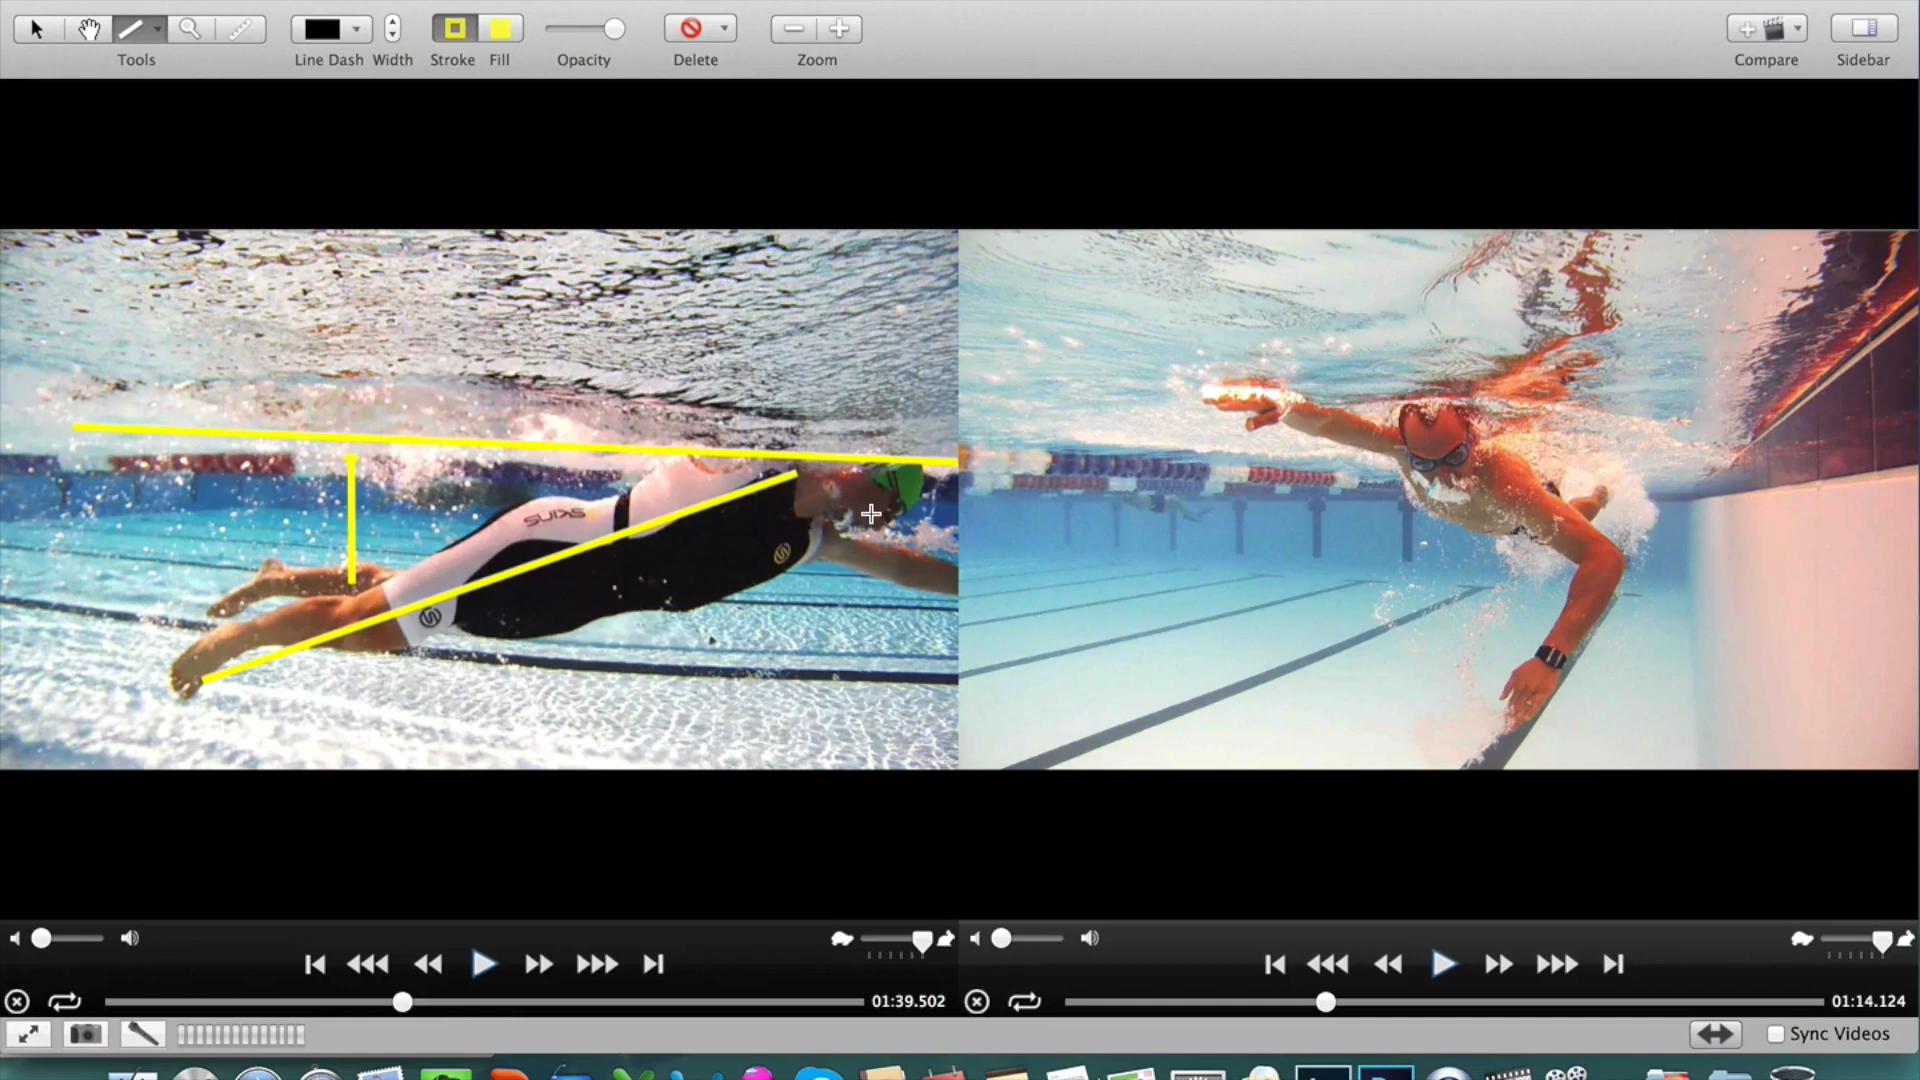 Tools
Line Dash Width
Stroke Fill
Opacity
Delete
Zoom
Compare
Sidebar
SKINS
01:39.502
01:14.124
Sync Videos